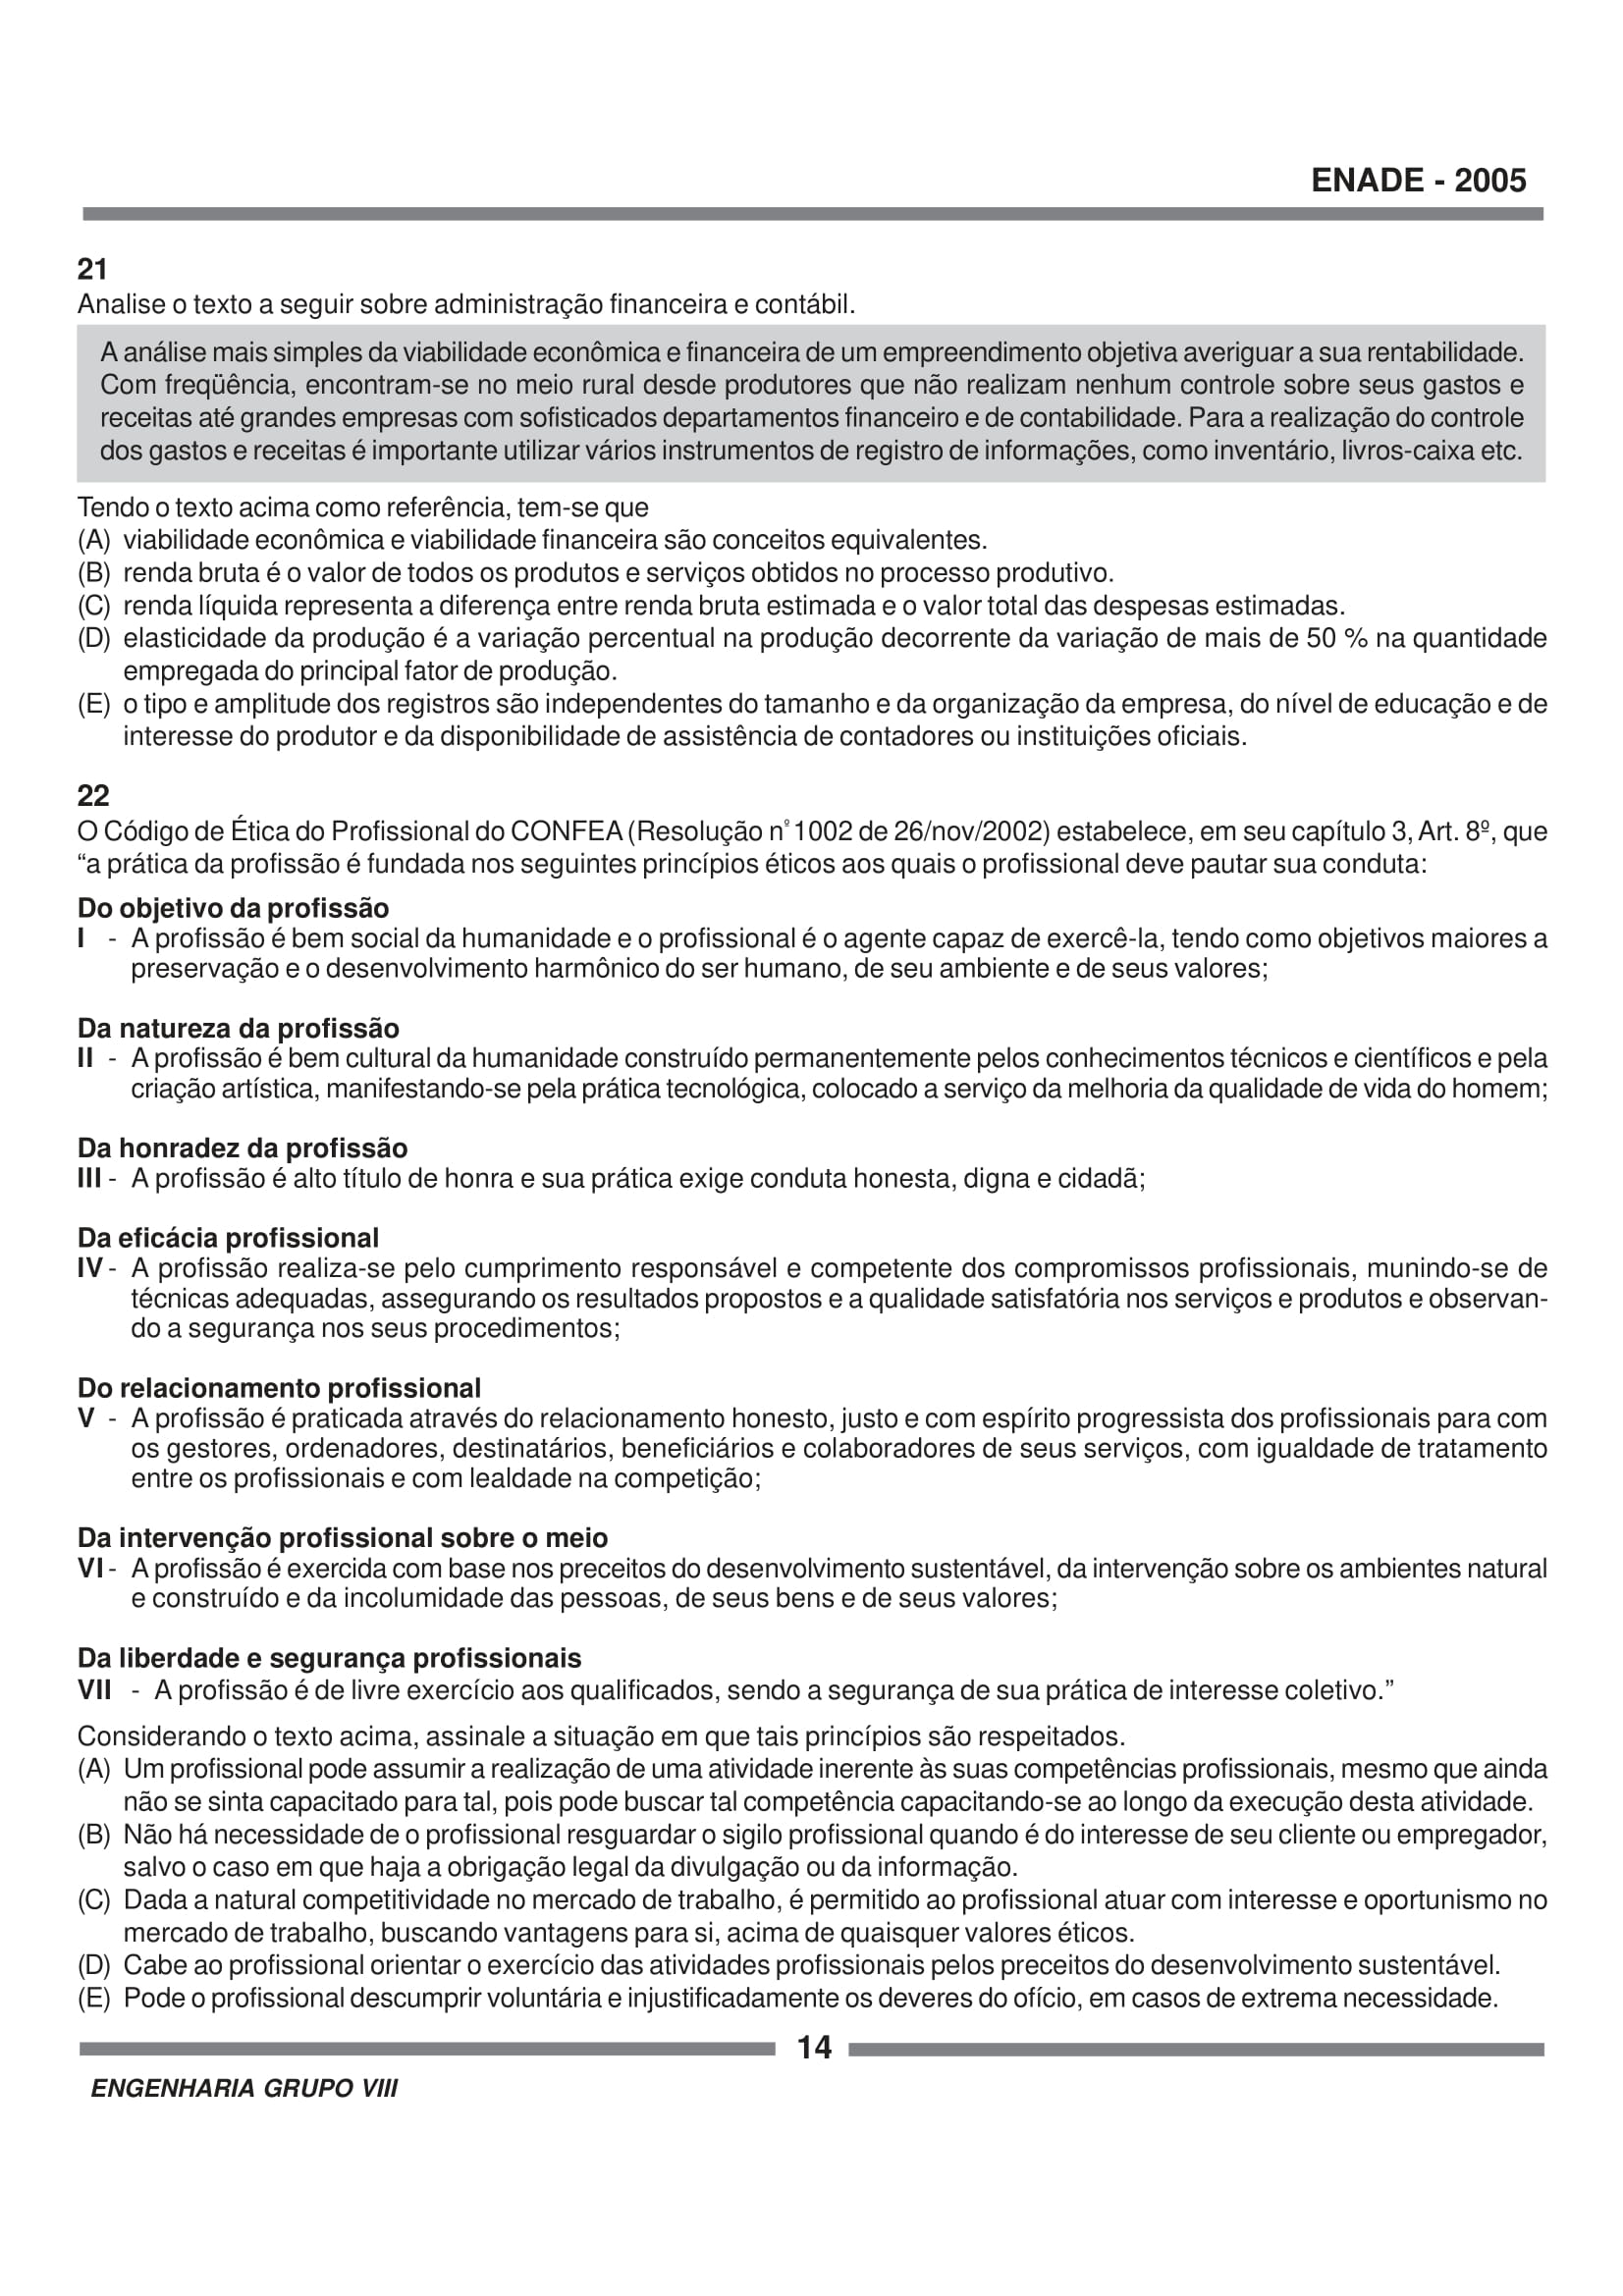 ENADE - 2005
21
Analise o texto a seguir sobre administração financeira e contábil.
A análise mais simples da viabilidade econômica e financeira de um empreendimento objetiva averiguar a sua rentabilidade.
Com freqüência, encontram-se no meio rural desde produtores que não realizam nenhum controle sobre seus gastos e
receitas até grandes empresas com sofisticados departamentos financeiro e de contabilidade. Para a realização do controle
dos gastos e receitas é importante utilizar vários instrumentos de registro de informações, como inventário, livros-caixa etc.
Tendo o texto acima como referência, tem-se que
(A) viabilidade econômica e viabilidade financeira são conceitos equivalentes.
(B) renda bruta é o valor de todos os produtos e serviços obtidos no processo produtivo.
(C) renda líquida representa a diferença entre renda bruta estimada e o valor total das despesas estimadas.
(D) elasticidade da produção é a variação percentual na produção decorrente da variação de mais de 50 % na quantidade
empregada do principal fator de produção.
(E) o tipo e amplitude dos registros são independentes do tamanho e da organização da empresa, do nível de educação e de
interesse do produtor e da disponibilidade de assistência de contadores ou instituições oficiais.
22
O Código de Ética do Profissional do CONFEA (Resolução nº 1002 de 26/nov/2002) estabelece, em seu capítulo 3, Art. 8º, que
“a prática da profissão é fundada nos seguintes princípios éticos aos quais o profissional deve pautar sua conduta:
Do objetivo da profissão
I - A profissão é bem social da humanidade e o profissional é o agente capaz de exercê-la, tendo como objetivos maiores a
preservação e o desenvolvimento harmônico do ser humano, de seu ambiente e de seus valores;
Da natureza da profissão
II - A profissão é bem cultural da humanidade construído permanentemente pelos conhecimentos técnicos e científicos e pela
criação artística, manifestando-se pela prática tecnológica, colocado a serviço da melhoria da qualidade de vida do homem;
Da honradez da profissão
III - A profissão é alto título de honra e sua prática exige conduta honesta, digna e cidadã;
Da eficácia profissional
IV - A profissão realiza-se pelo cumprimento responsável e competente dos compromissos profissionais, munindo-se de
técnicas adequadas, assegurando os resultados propostos e a qualidade satisfatória nos serviços e produtos e observan-
do a segurança nos seus procedimentos;
Do relacionamento profissional
V - A profissão é praticada através do relacionamento honesto, justo e com espírito progressista dos profissionais para com
os gestores, ordenadores, destinatários, beneficiários e colaboradores de seus serviços, com igualdade de tratamento
entre os profissionais e com lealdade na competição;
Da intervenção profissional sobre o meio
VI - A profissão é exercida com base nos preceitos do desenvolvimento sustentável, da intervenção sobre os ambientes natural
e construído e da incolumidade das pessoas, de seus bens e de seus valores;
Da liberdade e segurança profissionais
VII - A profissão é de livre exercício aos qualificados, sendo a segurança de sua prática de interesse coletivo.”
Considerando o texto acima, assinale a situação em que tais princípios são respeitados.
(A) Um profissional pode assumir a realização de uma atividade inerente às suas competências profissionais, mesmo que ainda
não se sinta capacitado para tal, pois pode buscar tal competência capacitando-se ao longo da execução desta atividade.
(B) Não há necessidade de o profissional resguardar o sigilo profissional quando é do interesse de seu cliente ou empregador,
salvo o caso em que haja a obrigação legal da divulgação ou da informação.
(C) Dada a natural competitividade no mercado de trabalho, é permitido ao profissional atuar com interesse e oportunismo no
mercado de trabalho, buscando vantagens para si, acima de quaisquer valores éticos.
(D) Cabe ao profissional orientar o exercício das atividades profissionais pelos preceitos do desenvolvimento sustentável.
(E) Pode o profissional descumprir voluntária e injustificadamente os deveres do ofício, em casos de extrema necessidade.
14
ENGENHARIA GRUPO VIII